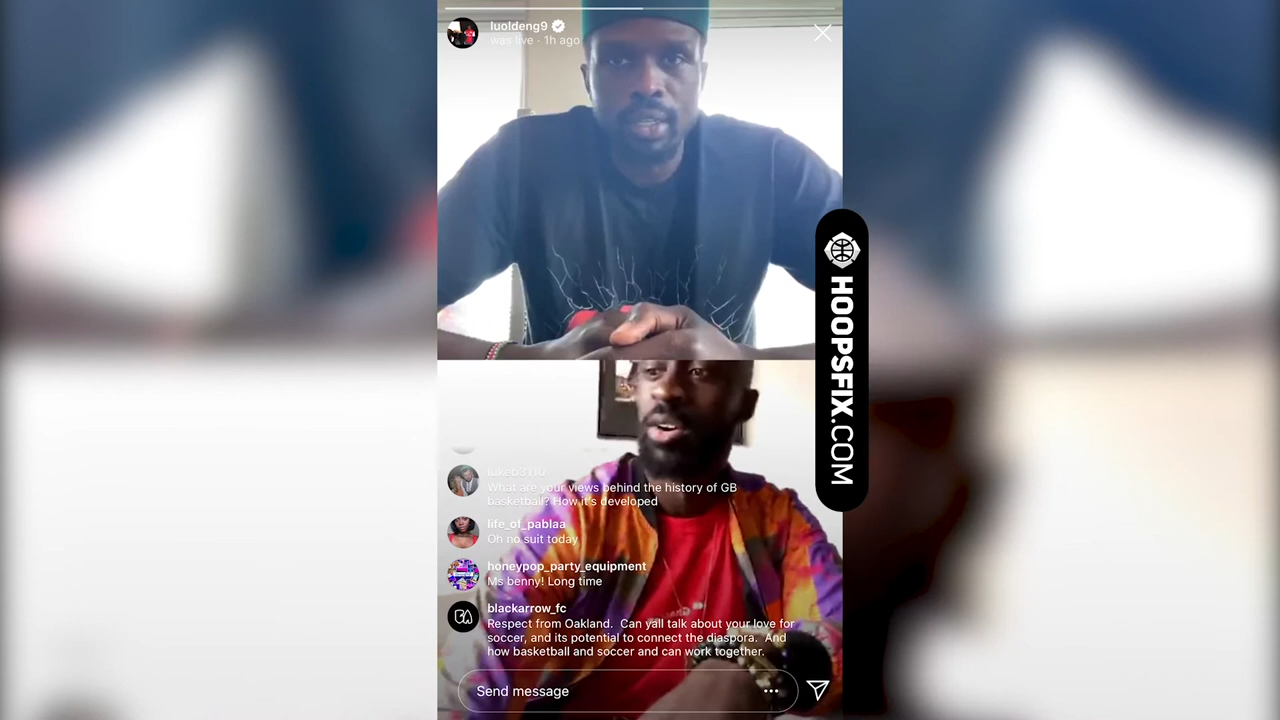 luoldeng9
was live · 1h ago
HOOPSFIX.COM
lukeb3110
What are your views behind the history of GB
basketball? How it's developed
life_of_pablaa
Oh no suit today
honeypop_party_equipment
Ms benny! Long time
blackarrow_fc
Respect from Oakland. Can yall talk about your love for
soccer, and its potential to connect the diaspora. And
how basketball and soccer and can work together.
Send message